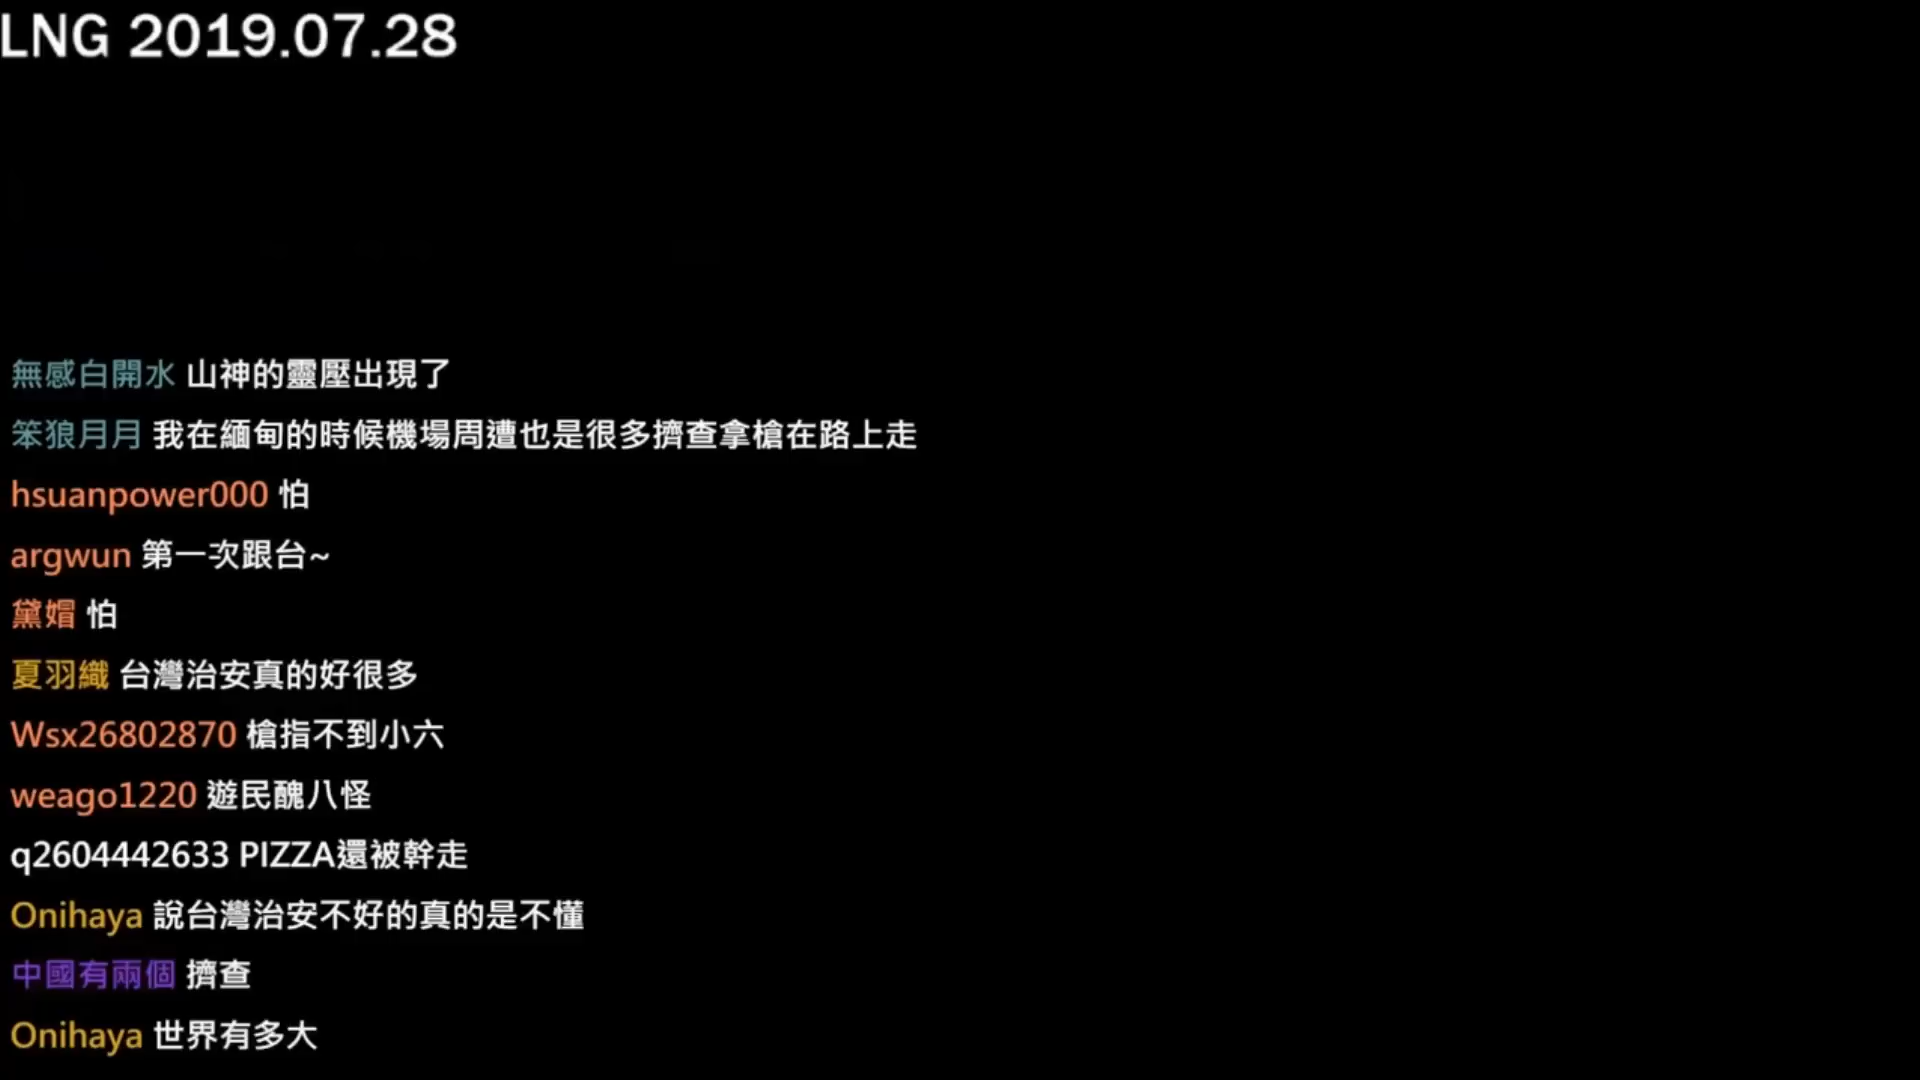 LNG 2019.07.28
無感白開水 山神的靈壓出現了
笨狼月月 我在緬甸的時候機場周遭也是很多擠查拿槍在路上走
hsuanpower000 怕
argwun 第一次跟台~
黛媢 怕
夏羽織 台灣治安真的好很多
Wsx26802870 槍指不到小六
weago1220 遊民醜八怪
q2604442633 PIZZA還被幹走
Onihaya 說台灣治安不好的真的是不懂
中國有兩個 擠查
Onihaya 世界有多大